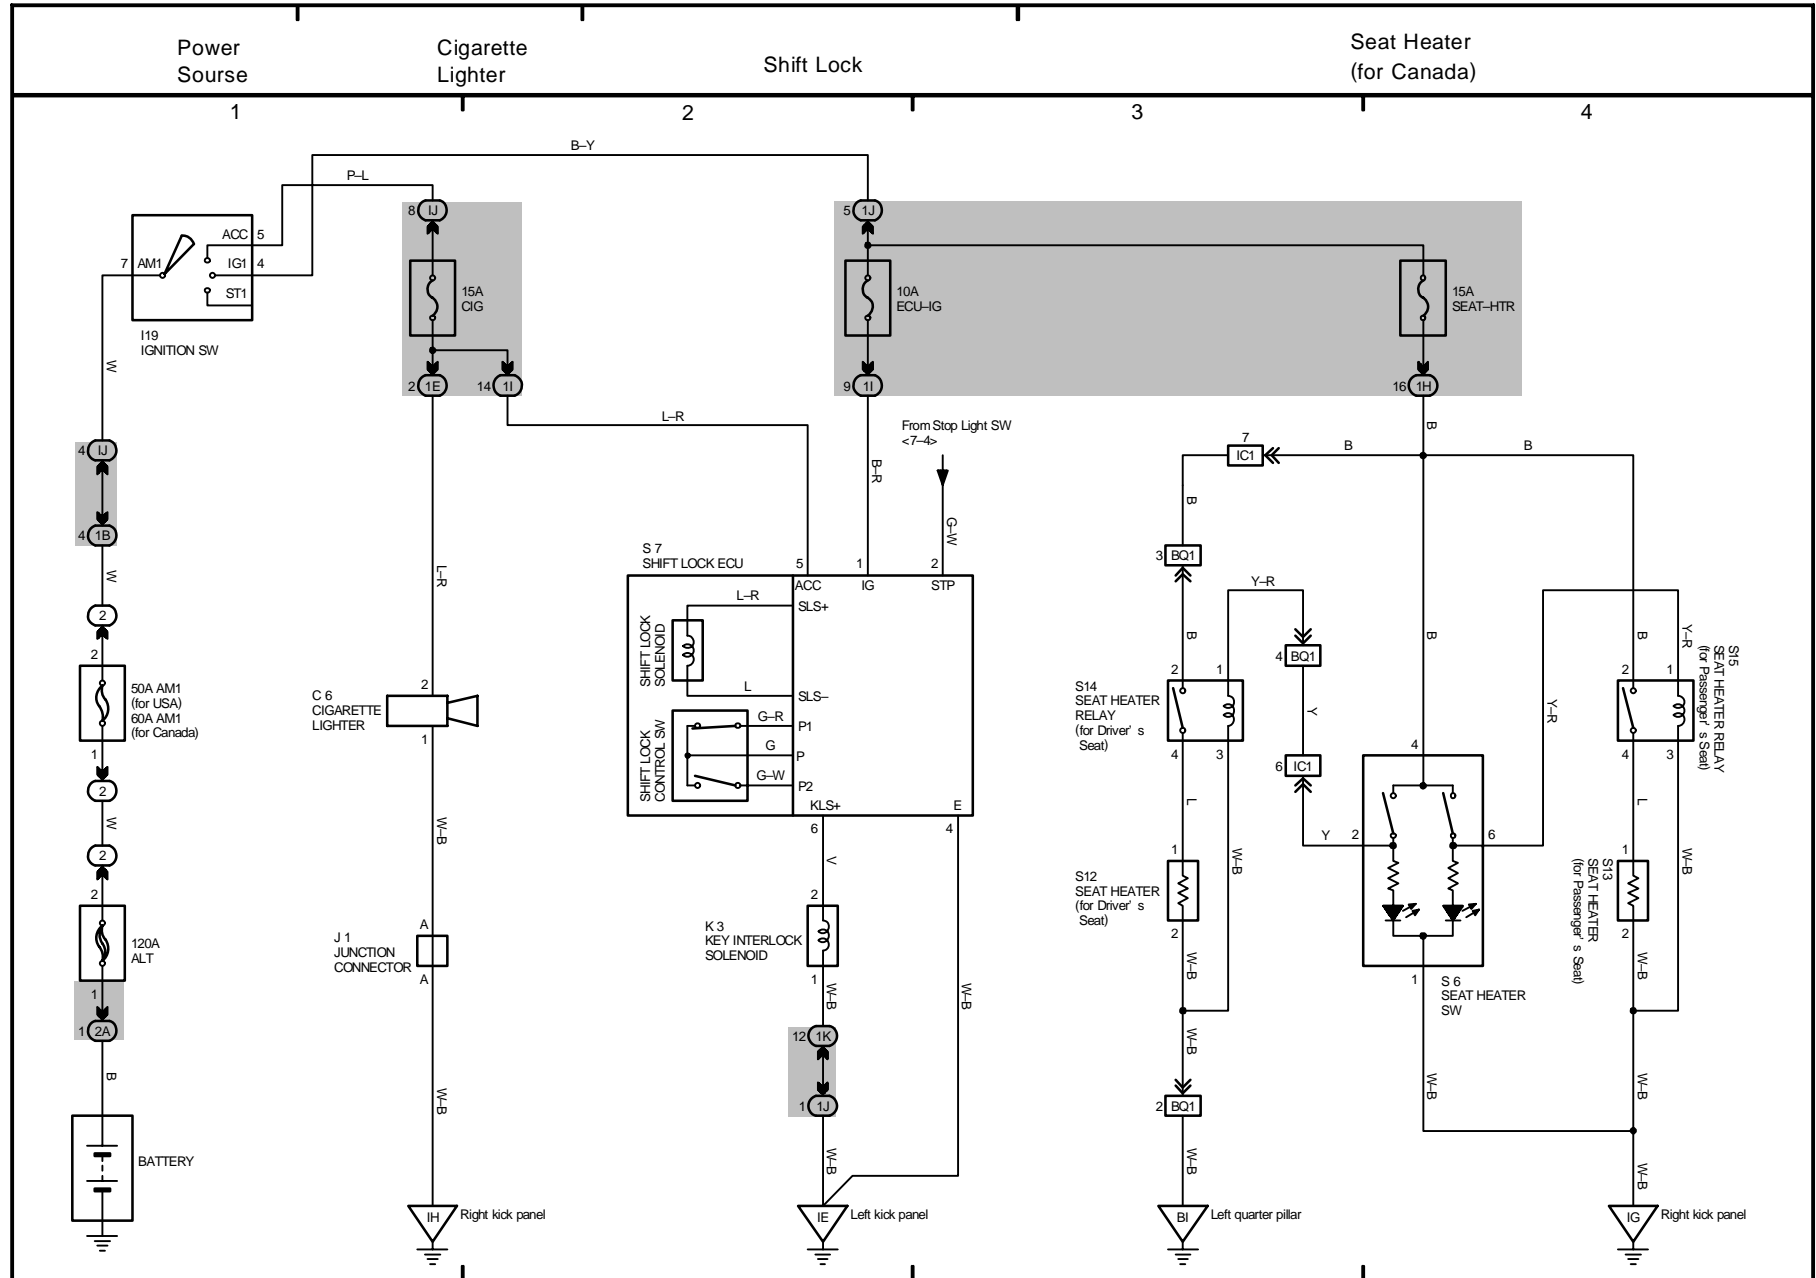 Power
Sourse
Cigarette
Lighter
Shift Lock
Seat Heater
(for Canada)
1
2
3
4
B–Y
P–L
8 IJ
5 1J
ACC 5
7 AM1
IG1 4
ST1
I19
IGNITION SW
15A
CIG
10A
ECU–IG
15A
SEAT–HTR
W
2 1E
14 1I
9 1I
16 1H
L–R
From Stop Light SW
<7–4>
B
7
IC1
B
B
4 IJ
B–R
B
G–W
4 1B
3 BQ1
W
L–R
S 7
SHIFT LOCK ECU
5
1
2
ACC
IG
STP
2
L–R
SLS+
Y–R
B
B
B
Y–R
SHIFT LOCK
SOLENOID
4 BQ1
2
50A AM1
(for USA)
60A AM1
(for Canada)
1
2
L
SLS–
C 6
CIGARETTE
LIGHTER
2
1
S14
SEAT HEATER
RELAY
(for Driver' s
Seat)
2
1
4
3
Y
Y–R
2
1
4
3
S15
SEAT HEATER RELAY
(for Passenger' s Seat)
SHIFT LOCK
CONTROL SW
G–R
P1
G
P
G–W
P2
6 IC1
4
KLS+
E
6
4
W
W–B
V
L
W–B
Y
2
6
L
W–B
2
2
120A
ALT
1
1 2A
A
J 1
JUNCTION
CONNECTOR
A
2
K 3
KEY INTERLOCK
SOLENOID
1
W–B
W–B
1
S12
SEAT HEATER
(for Driver' s
Seat)
2
W–B
1
S13
SEAT HEATER
(for Passenger' s Seat)
2
W–B
1
S 6
SEAT HEATER
SW
12 1K
W–B
B
W–B
1 1J
2 BQ1
W–B
W–B
BATTERY
W–B
W–B
W–B
IH
Right kick panel
IE
Left kick panel
BI
Left quarter pillar
IG
Right kick panel